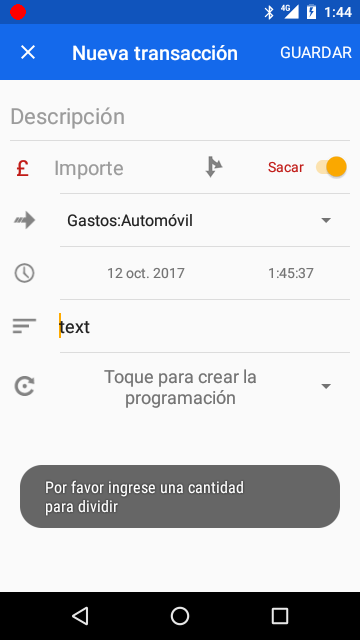 4G 1:44
Nueva transacción GUARDAR
Descripción
£ Importe Sacar
Gastos:Automóvil
12 oct. 2017 1:45:37
text
Toque para crear la
programación
Por favor ingrese una cantidad
para dividir